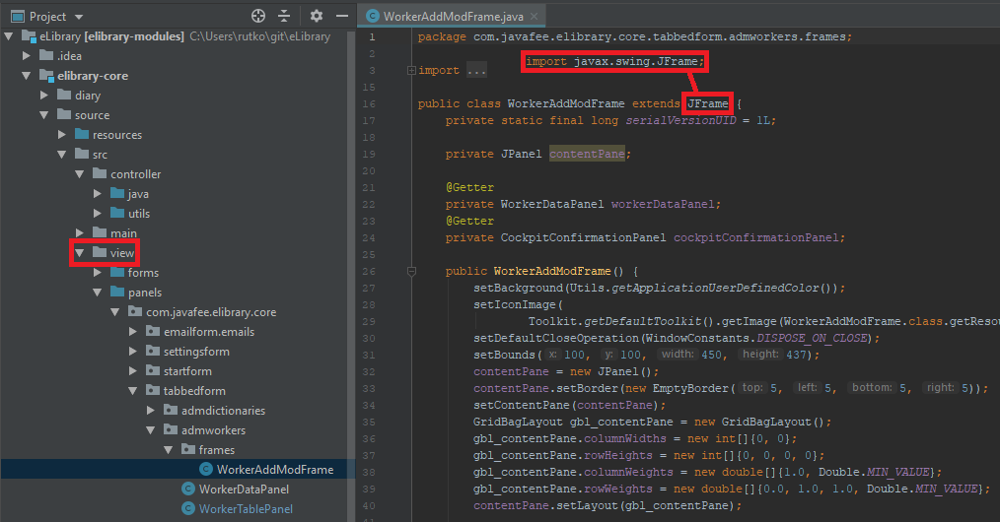 Project
eLibrary [elibrary-modules] C:\Users\rutko\git\eLibrary
.idea
elibrary-core
diary
source
resources
src
controller
java
utils
main
view
forms
panels
com.javafee.elibrary.core
emailform.emails
settingsform
startform
tabbedform
admdictionaries
admworkers
frames
WorkerAddModFrame
WorkerDataPanel
WorkerTablePanel
WorkerAddModFrame.java
1 package com.javafee.elibrary.core.tabbedform.admworkers.frames;
2 import javax.swing.JFrame;
3 import ...
15
16 public class WorkerAddModFrame extends JFrame {
17 private static final long serialVersionUID = 1L;
18
19 private JPanel contentPane;
20
21 @Getter
22 private WorkerDataPanel workerDataPanel;
23 @Getter
24 private CockpitConfirmationPanel cockpitConfirmationPanel;
25
26 public WorkerAddModFrame() {
27 setBackground(Utils.getApplicationUserDefinedColor());
28 setIconImage(
29 Toolkit.getDefaultToolkit().getImage(WorkerAddModFrame.class.getResou
30 setDefaultCloseOperation(WindowConstants.DISPOSE_ON_CLOSE);
31 setBounds( x: 100, y: 100, width: 450, height: 437);
32 contentPane = new JPanel();
33 contentPane.setBorder(new EmptyBorder( top: 5, left: 5, bottom: 5, right: 5));
34 setContentPane(contentPane);
35 GridBagLayout gbl_contentPane = new GridBagLayout();
36 gbl_contentPane.columnWidths = new int[]{0, 0};
37 gbl_contentPane.rowHeights = new int[]{0, 0, 0, 0};
38 gbl_contentPane.columnWeights = new double[]{1.0, Double.MIN_VALUE};
39 gbl_contentPane.rowWeights = new double[]{0.0, 1.0, 1.0, Double.MIN_VALUE};
40 contentPane.setLayout(gbl_contentPane);